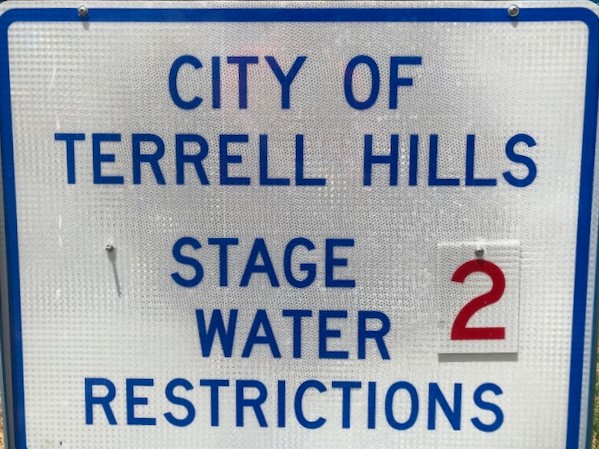 CITY OF
TERRELL HILLS
STAGE 2
WATER
RESTRICTIONS